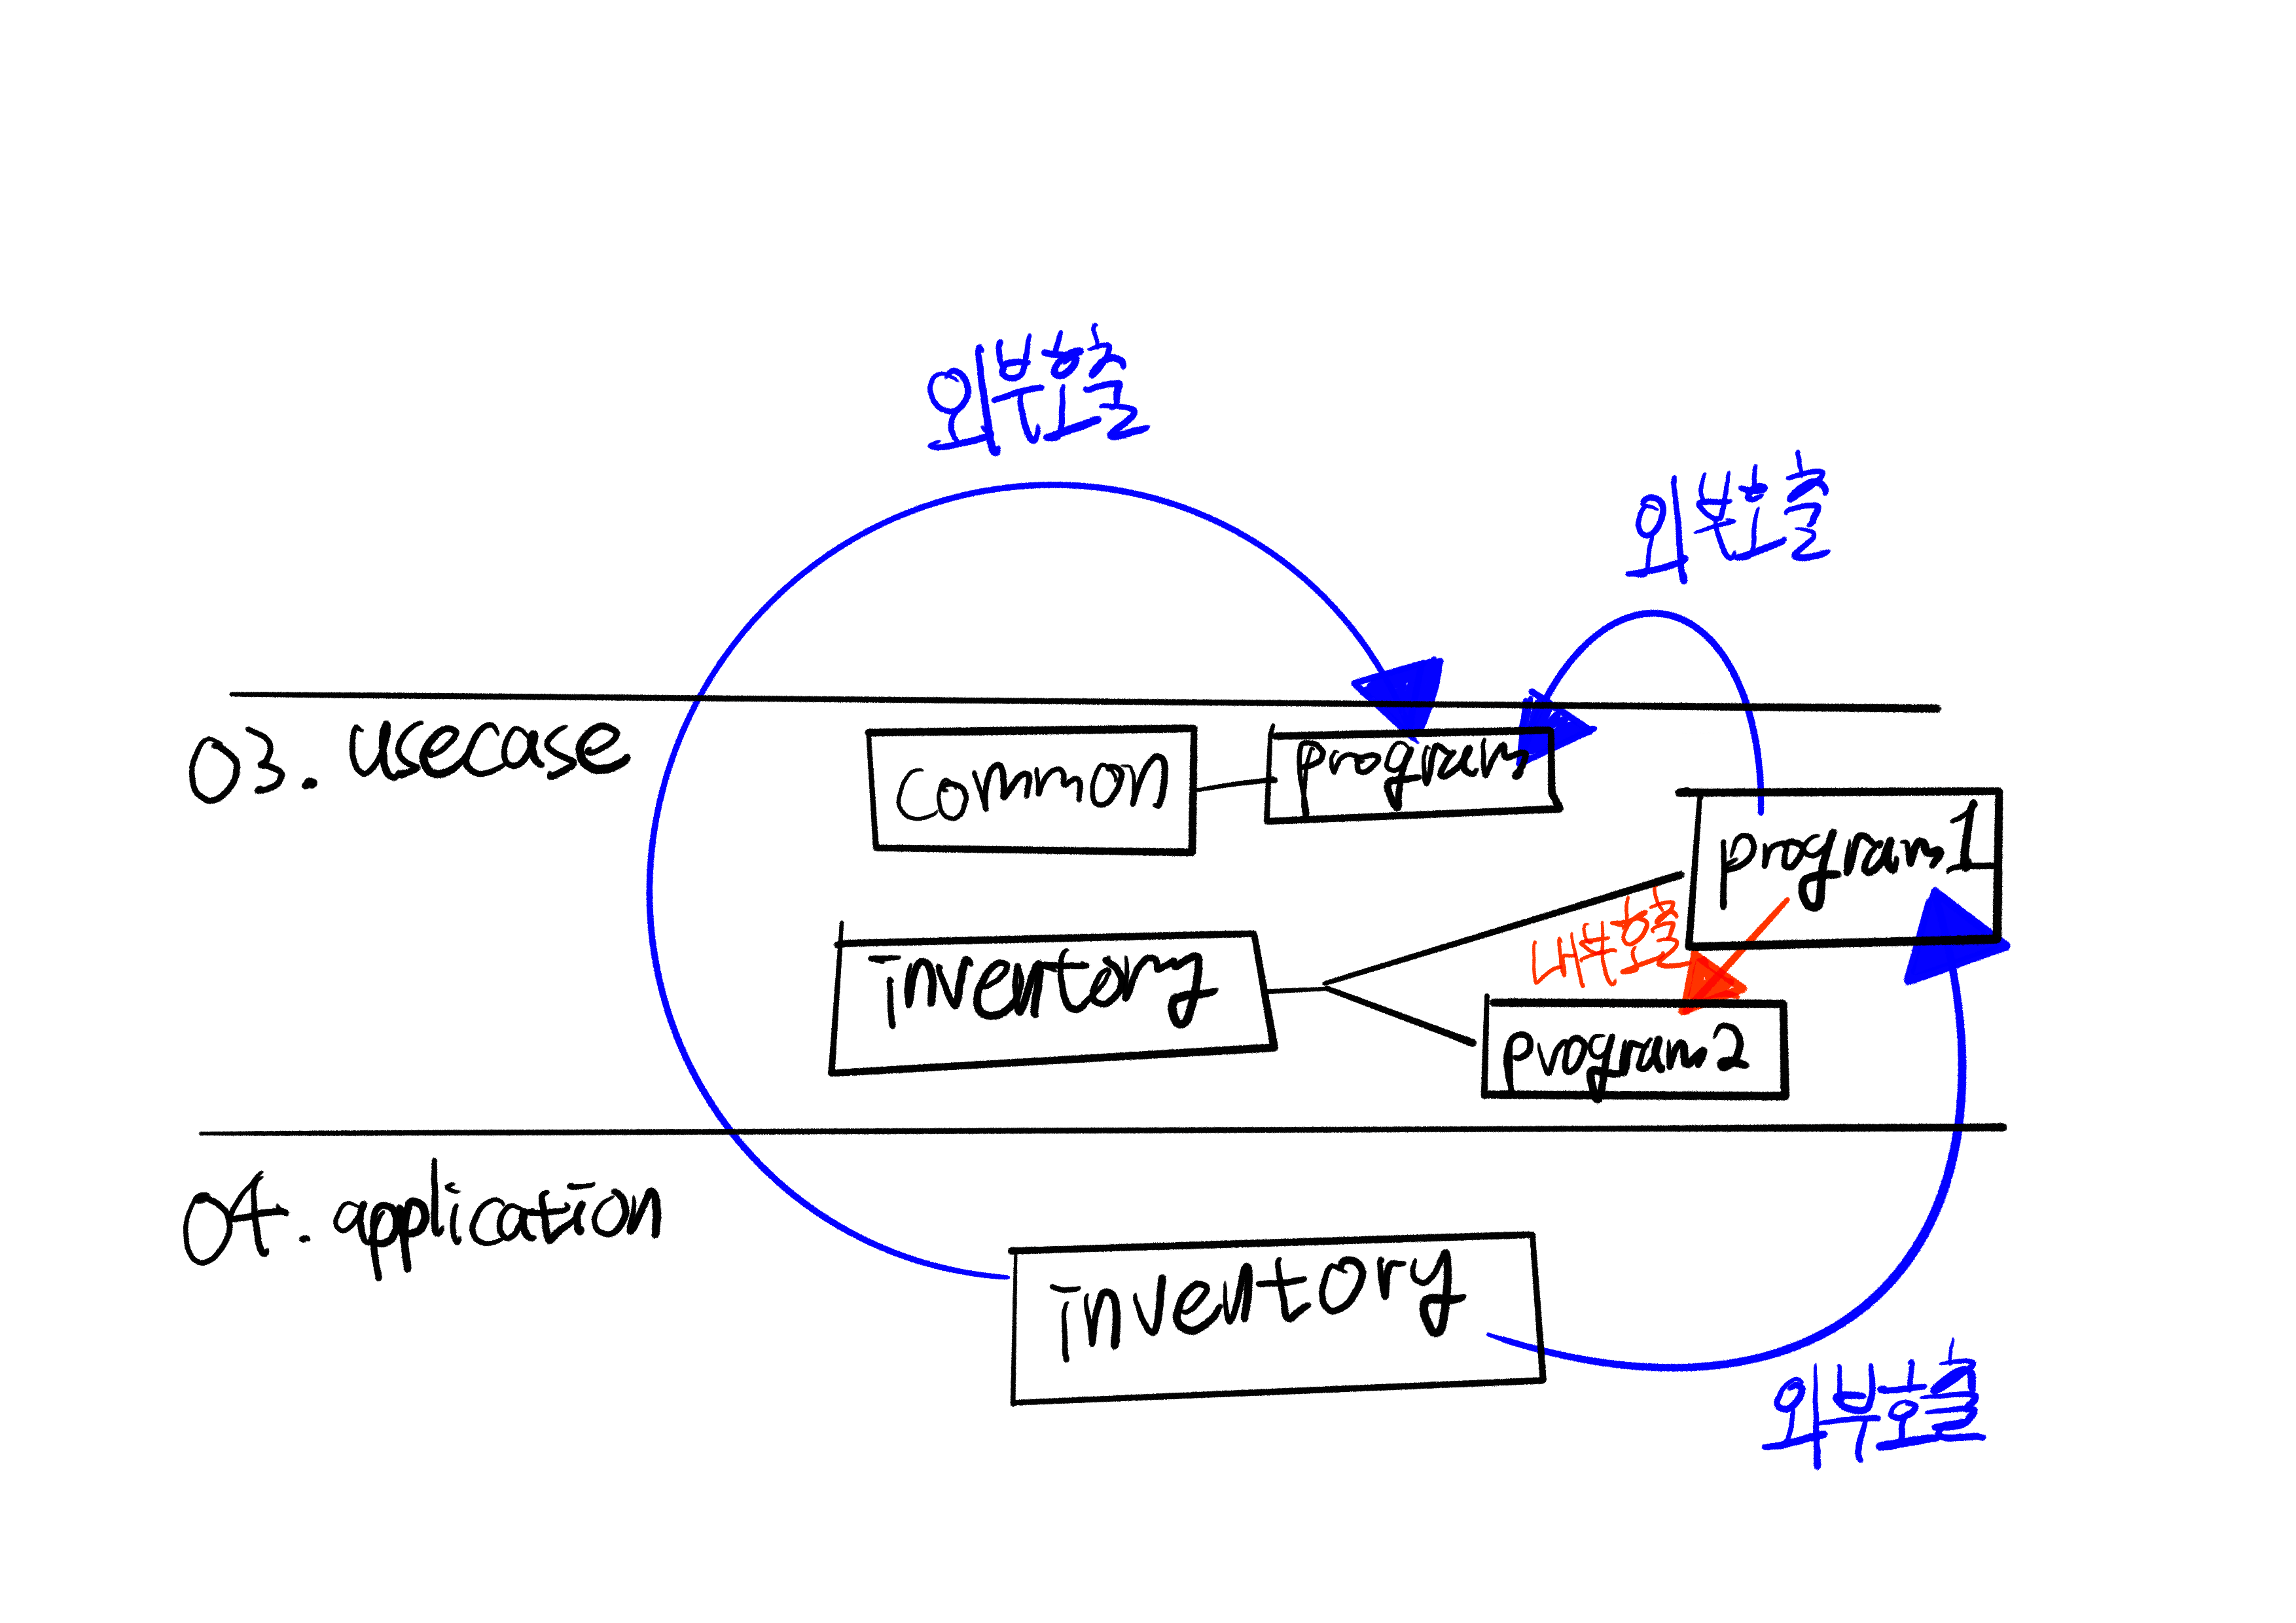 외부호출
외부호출
03. usecase
common
program
program1
내부호출
inventory
program2
04. application
inventory
외부호출